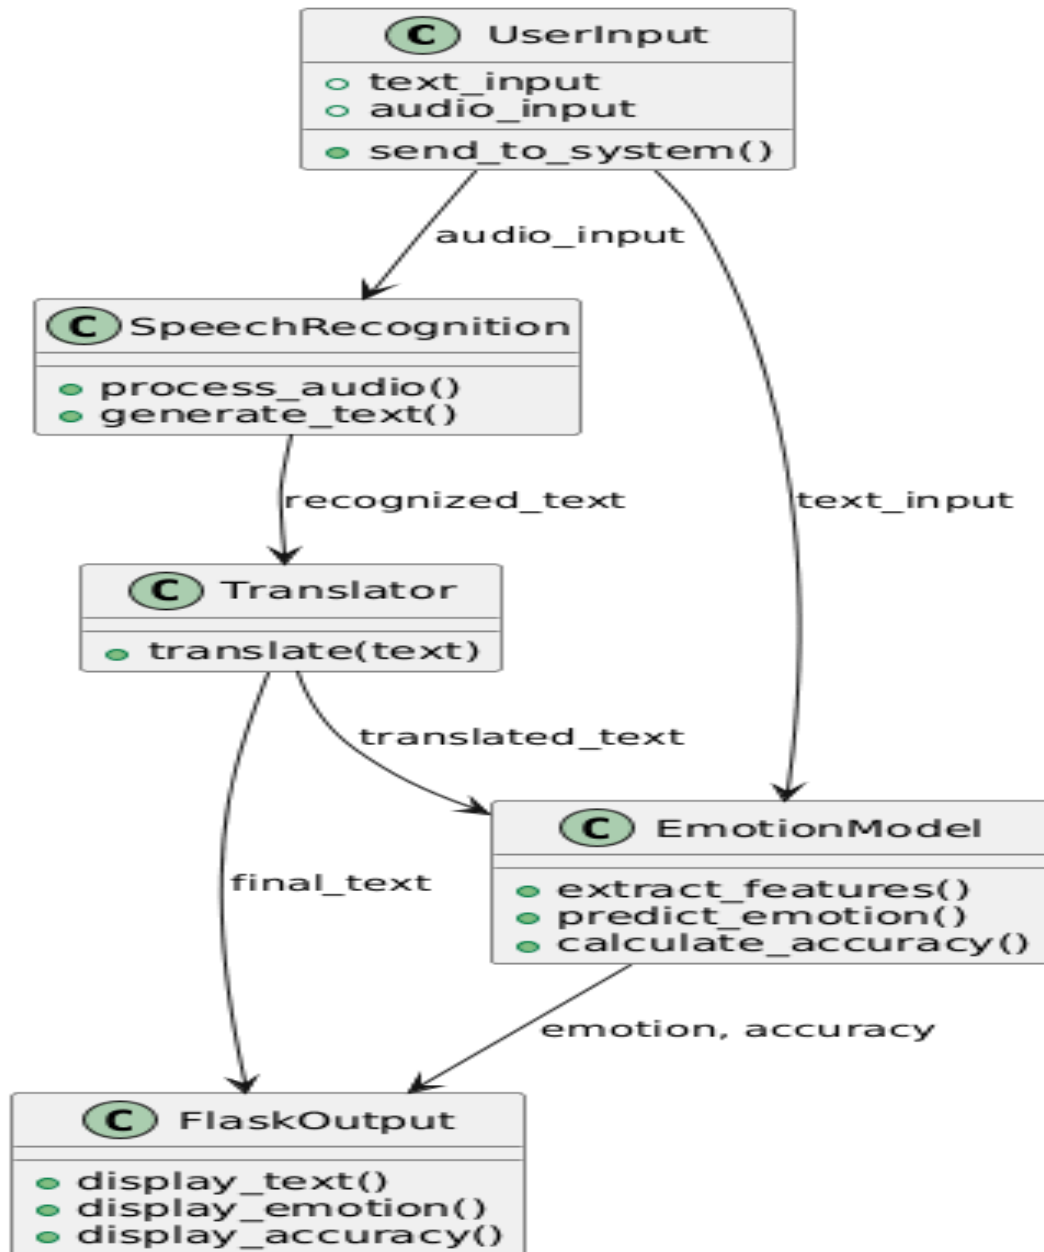 C UserInput
text_input
audio_input
send_to_system()
audio_input
C SpeechRecognition
process_audio()
generate_text()
recognized_text
text_input
C Translator
translate(text)
translated_text
C EmotionModel
final_text
extract_features()
predict_emotion()
calculate_accuracy()
emotion, accuracy
C FlaskOutput
display_text()
display_emotion()
display_accuracy()